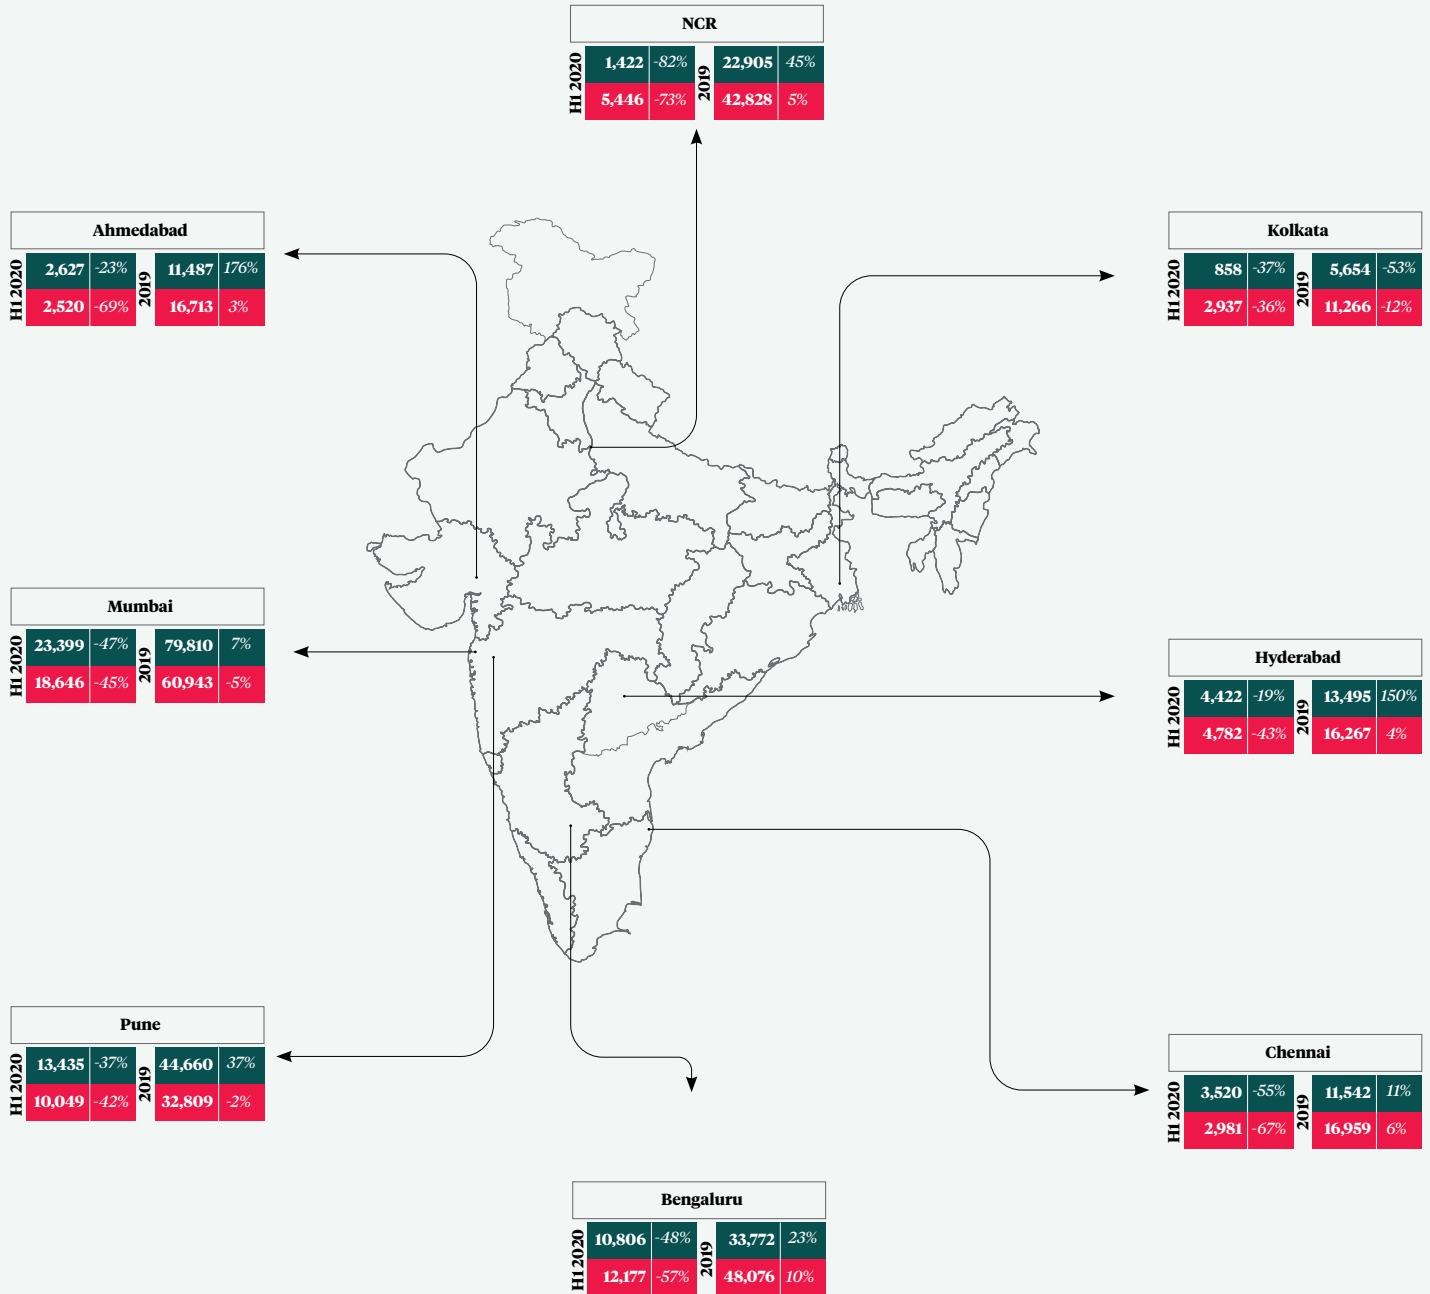 NCR
H1 2020
1,422 -82%
5,446 -73%
2019
22,905 45%
42,828 5%
Ahmedabad
H1 2020
2,627 -23%
2,520 -69%
2019
11,487 176%
16,713 3%
Kolkata
H1 2020
858 -37%
2,937 -36%
2019
5,654 -53%
11,266 -12%
Mumbai
H1 2020
23,399 -47%
18,646 -45%
2019
79,810 7%
60,943 -5%
Hyderabad
H1 2020
4,422 -19%
4,782 -43%
2019
13,495 150%
16,267 4%
Pune
H1 2020
13,435 -37%
10,049 -42%
2019
44,660 37%
32,809 -2%
Chennai
H1 2020
3,520 -55%
2,981 -67%
2019
11,542 11%
16,959 6%
Bengaluru
H1 2020
10,806 -48%
12,177 -57%
2019
33,772 23%
48,076 10%